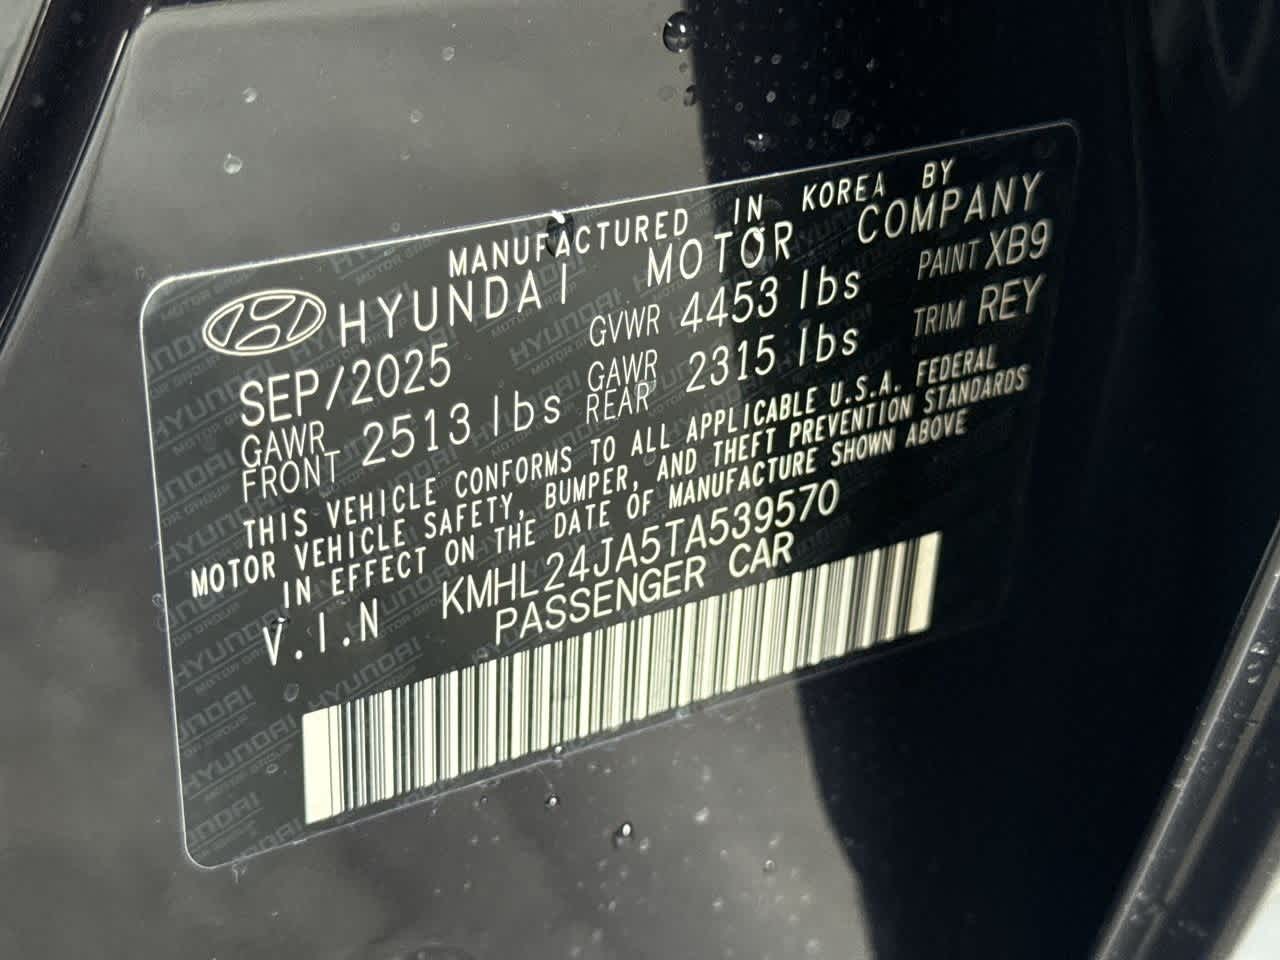 MANUFACTURED IN KOREA BY
HYUNDAI MOTOR COMPANY
SEP/2025 GVWR 4453 lbs PAINT XB9
GAWR FRONT 2513 lbs GAWR REAR 2315 lbs TRIM REY
THIS VEHICLE CONFORMS TO ALL APPLICABLE U.S.A. FEDERAL
MOTOR VEHICLE SAFETY, BUMPER, AND THEFT PREVENTION STANDARDS
IN EFFECT ON THE DATE OF MANUFACTURE SHOWN ABOVE
V.I.N KMHL24JA5TA539570
PASSENGER CAR
HYUNDAI
MOTOR GROUP